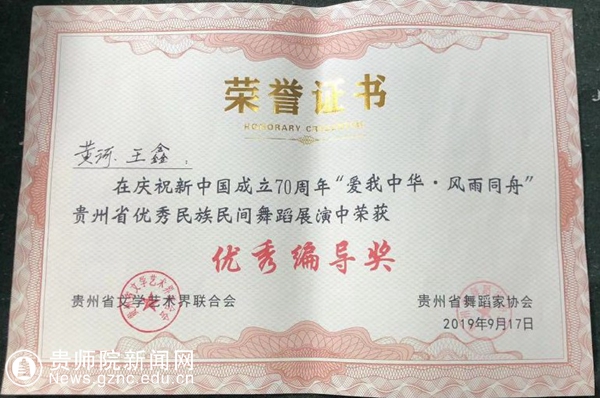 荣誉证书
HONORARY CREDENTIAL
黄河.王鑫:
在庆祝新中国成立70周年“爱我中华·风雨同舟”
贵州省优秀民族民间舞蹈展演中荣获
优秀编导奖
贵州省文学艺术界联合会
贵州省舞蹈家协会
2019年9月17日
贵师院新闻网
News.gznc.edu.cn